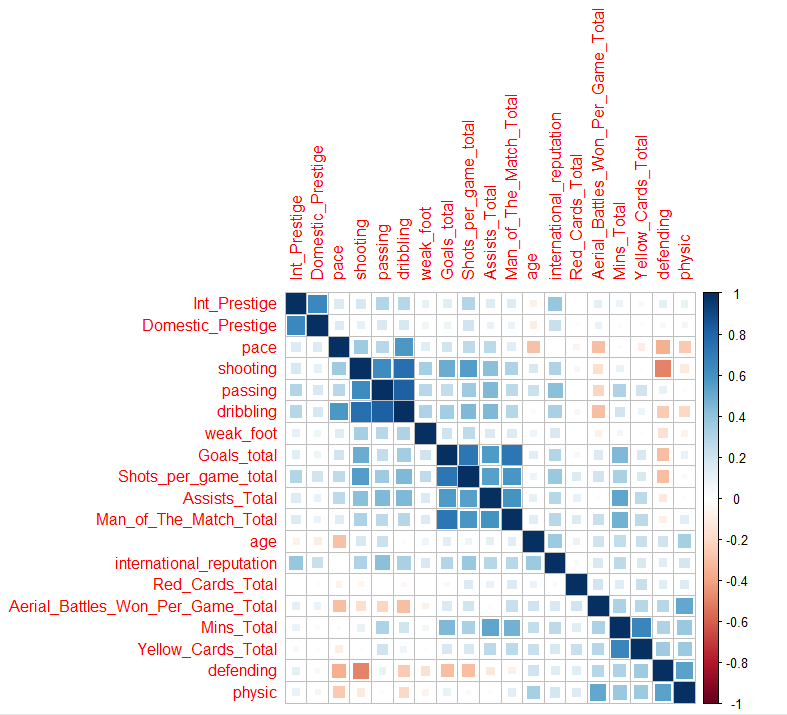 Int_Prestige
Domestic_Prestige
pace
shooting
passing
dribbling
weak_foot
Goals_total
Shots_per_game_total
Assists_Total
Man_of_The_Match_Total
age
international_reputation
Red_Cards_Total
Aerial_Battles_Won_Per_Game_Total
Mins_Total
Yellow_Cards_Total
defending
physic
Int_Prestige
Domestic_Prestige
pace
shooting
passing
dribbling
weak_foot
Goals_total
Shots_per_game_total
Assists_Total
Man_of_The_Match_Total
age
international_reputation
Red_Cards_Total
Aerial_Battles_Won_Per_Game_Total
Mins_Total
Yellow_Cards_Total
defending
physic
1
0.8
0.6
0.4
0.2
0
-0.2
-0.4
-0.6
-0.8
-1